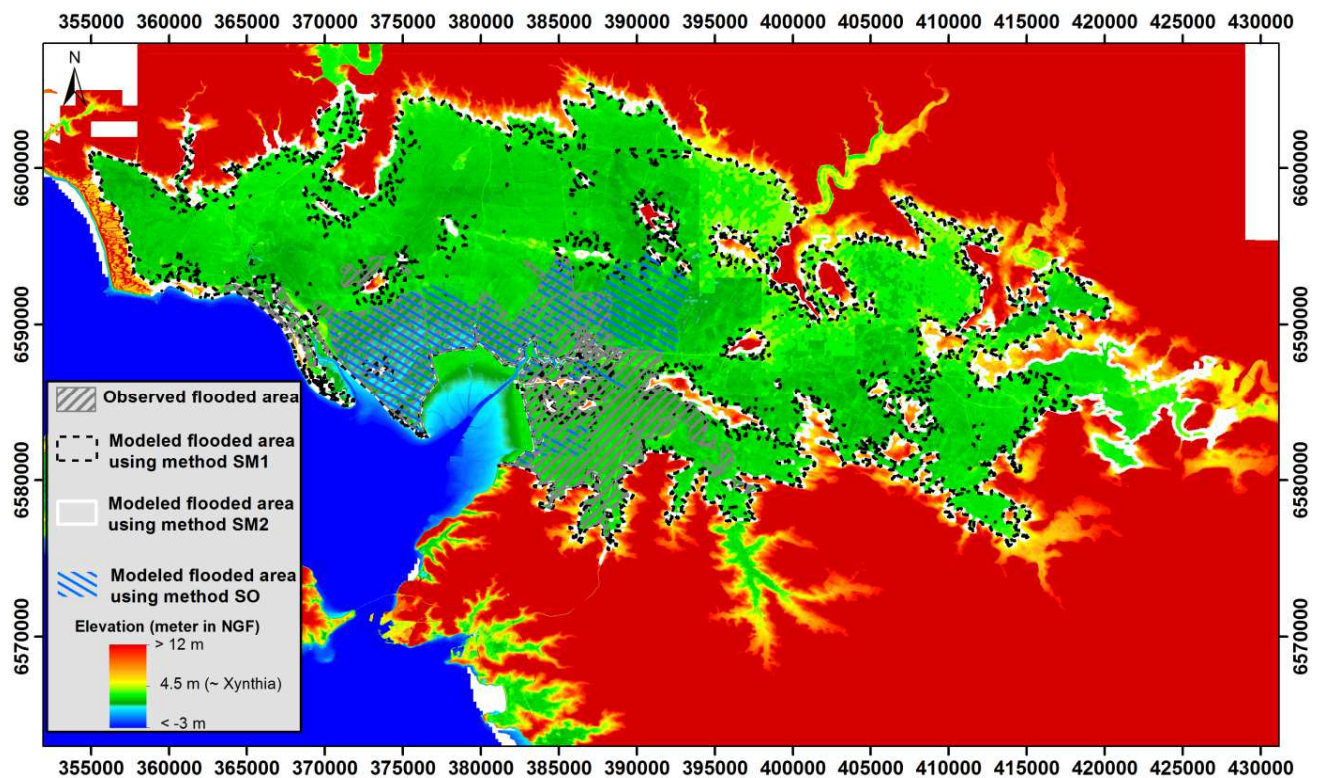 355000 360000 365000 370000 375000 380000 385000 390000 395000 400000 405000 410000 415000 420000 425000 430000
N
6600000 6600000
6590000 6590000
Observed flooded area
Modeled flooded area
using method SM1
6580000 6580000
Modeled flooded area
using method SM2
Modeled flooded area
using method SO
Elevation (meter in NGF)
> 12 m
6570000 6570000
4.5 m (~ Xynthia)
< -3 m
355000 360000 365000 370000 375000 380000 385000 390000 395000 400000 405000 410000 415000 420000 425000 430000